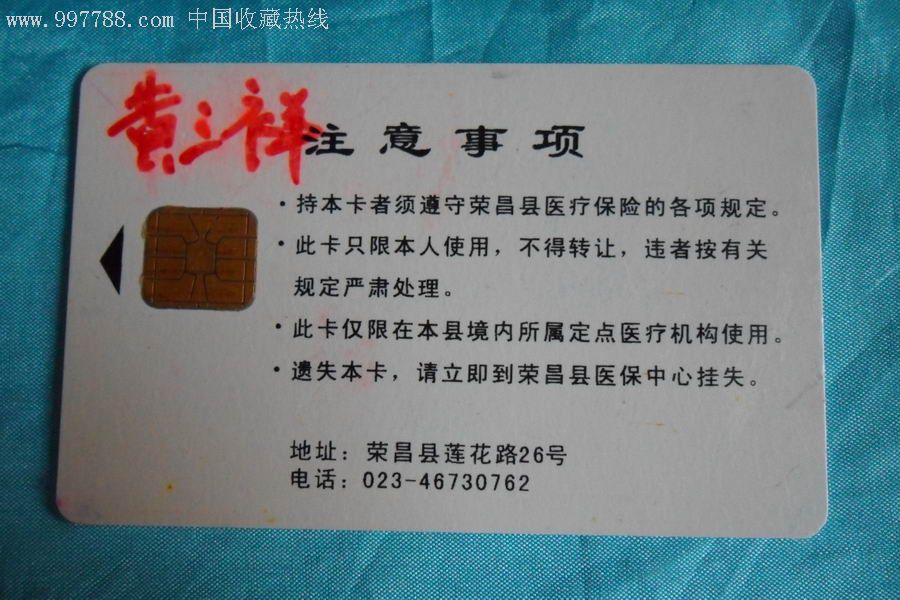 www.997788.com 中国收藏热线
黄三祥
注意事项
·持本卡者须遵守荣昌县医疗保险的各项规定。
·此卡只限本人使用，不得转让，违者按有关
规定严肃处理。
·此卡仅限在本县境内所属定点医疗机构使用。
·遗失本卡，请立即到荣昌县医保中心挂失。
地址：荣昌县莲花路26号
电话：023-46730762